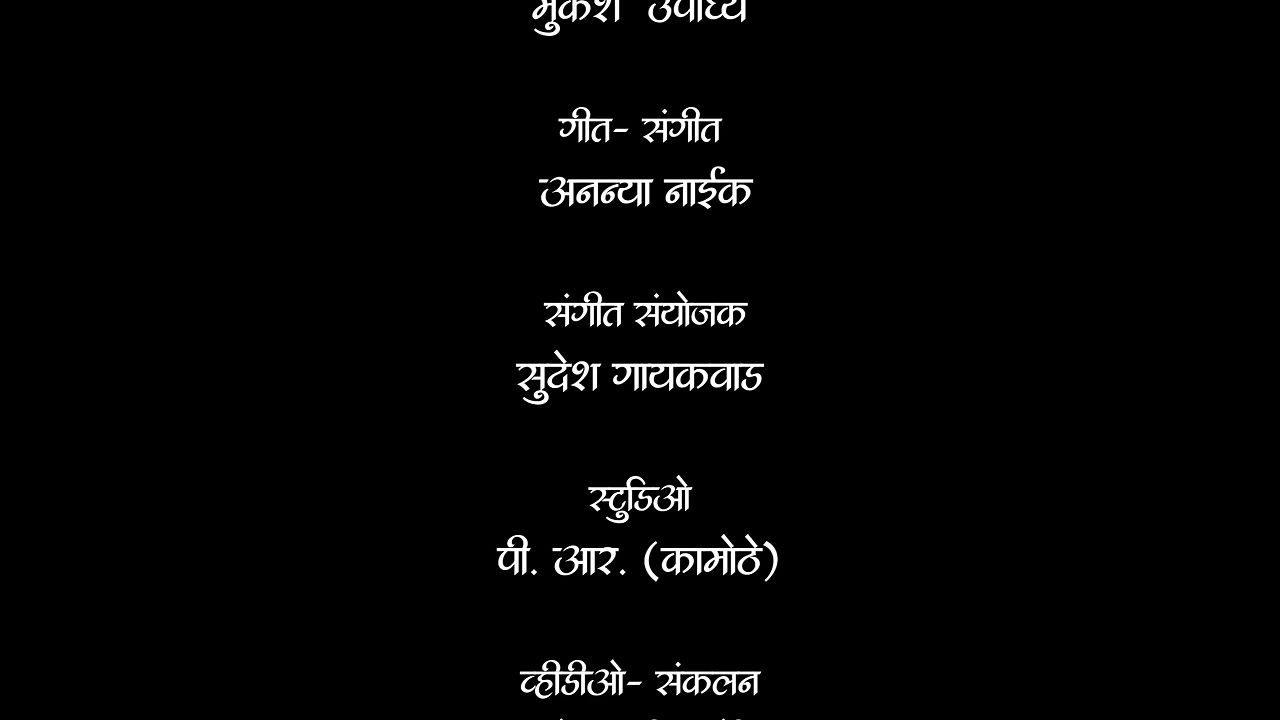 मुकेश उपाध्ये
गीत- संगीत
अनन्या नाईक
संगीत संयोजक
सुदेश गायकवाड
स्टुडिओ
पी. आर. (कामोठे)
व्हीडीओ- संकलन